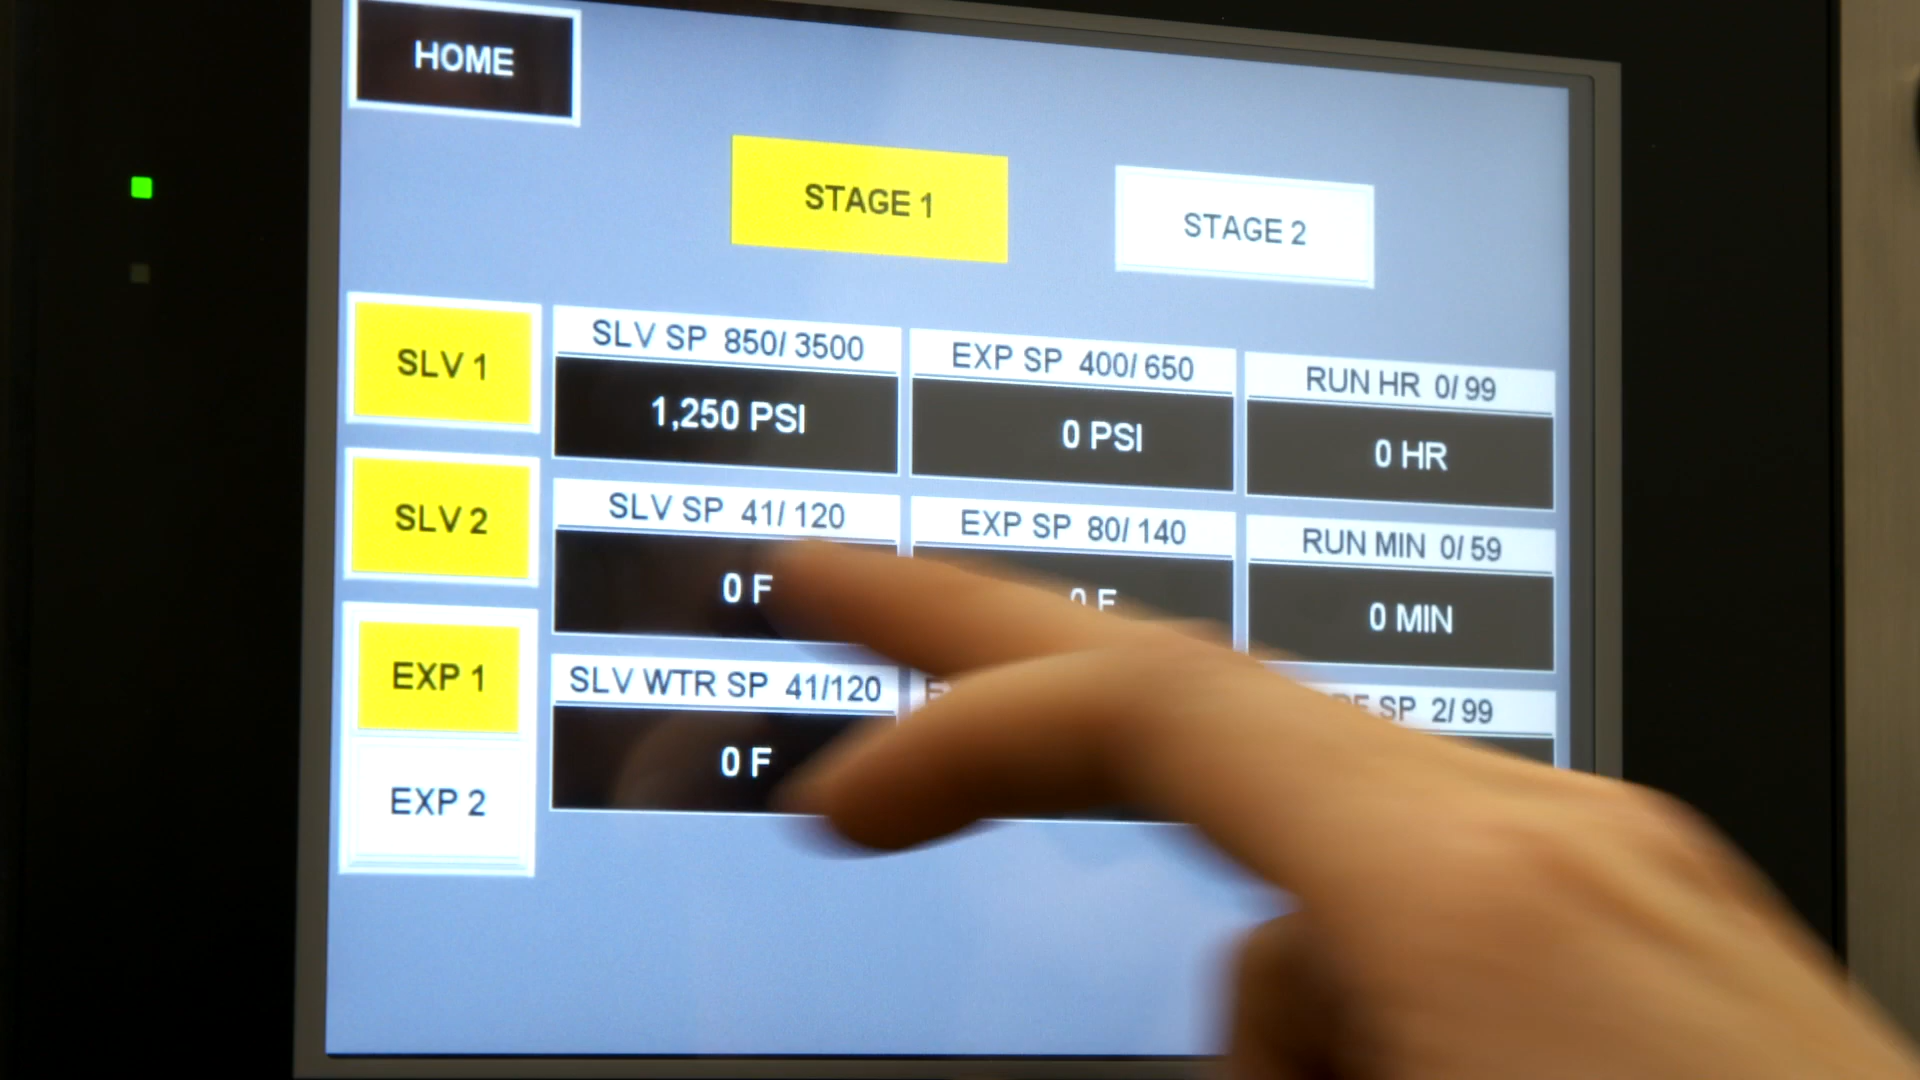 HOME
STAGE 1
STAGE 2
SLV 1
SLV 2
EXP 1
EXP 2
SLV SP 850/ 3500
1,250 PSI
EXP SP 400/ 650
0 PSI
RUN HR 0/ 99
0 HR
SLV SP 41/ 120
0 F
EXP SP 80/ 140
0 F
RUN MIN 0/ 59
0 MIN
SLV WTR SP 41/120
0 F
SP 2/ 99